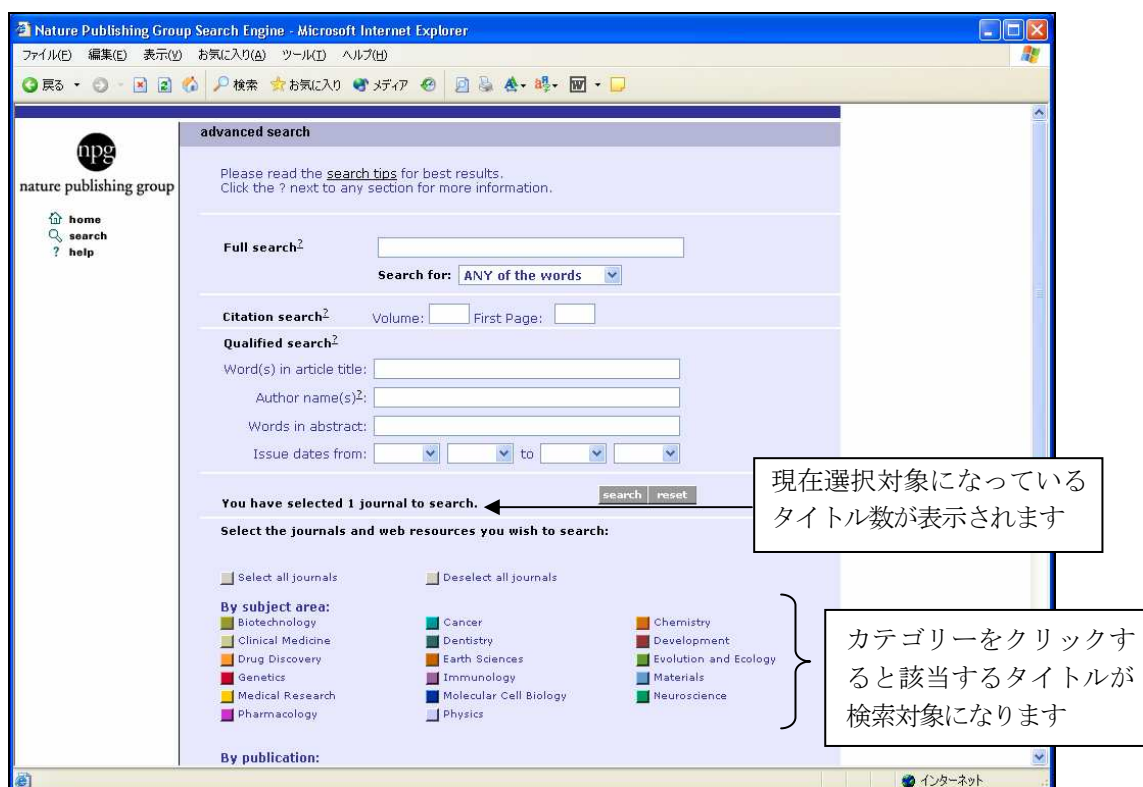 Nature Publishing Group Search Engine - Microsoft Internet Explorer
ファイル(F) 編集(E) 表示(V) お気に入り(A) ツール(T) ヘルプ(H)
戻る 検索 お気に入り メディア
advanced search
npg
nature publishing group
home
search
? help
Please read the search tips for best results.
Click the ? next to any section for more information.
Full search?
Search for: ANY of the words
Citation search? Volume: First Page:
Qualified search?
Word(s) in article title:
Author name(s)?:
Words in abstract:
Issue dates from: to
You have selected 1 journal to search. search reset
現在選択対象になっている
タイトル数が表示されます
Select the journals and web resources you wish to search:
Select all journals Deselect all journals
By subject area:
Biotechnology Cancer Chemistry
Clinical Medicine Dentistry Development
Drug Discovery Earth Sciences Evolution and Ecology
Genetics Immunology Materials
Medical Research Molecular Cell Biology Neuroscience
Pharmacology Physics
カテゴリーをクリックす
ると該当するタイトルが
検索対象になります
By publication:
インターネット